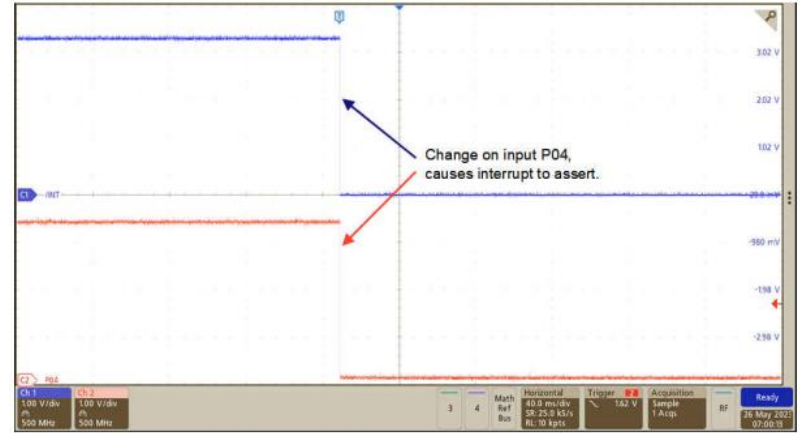 3.02 V
2.02 V
Change on input P04,
causes interrupt to assert.
1.02 V
C1 /INT
-980 mV
-1.98 V
-2.98 V
C2 P04
Ch 1
1.00 V/div
500 MHz
Ch 2
1.00 V/div
500 MHz
3
4
Math
Ref
Bus
Horizontal
40.0 ms/div
SR: 25.0 kS/s
RL: 10 kpts
Trigger
1.62 V
Acquisition
Sample
1 Acqs
RF
Ready
26 May 2023
07:00:13